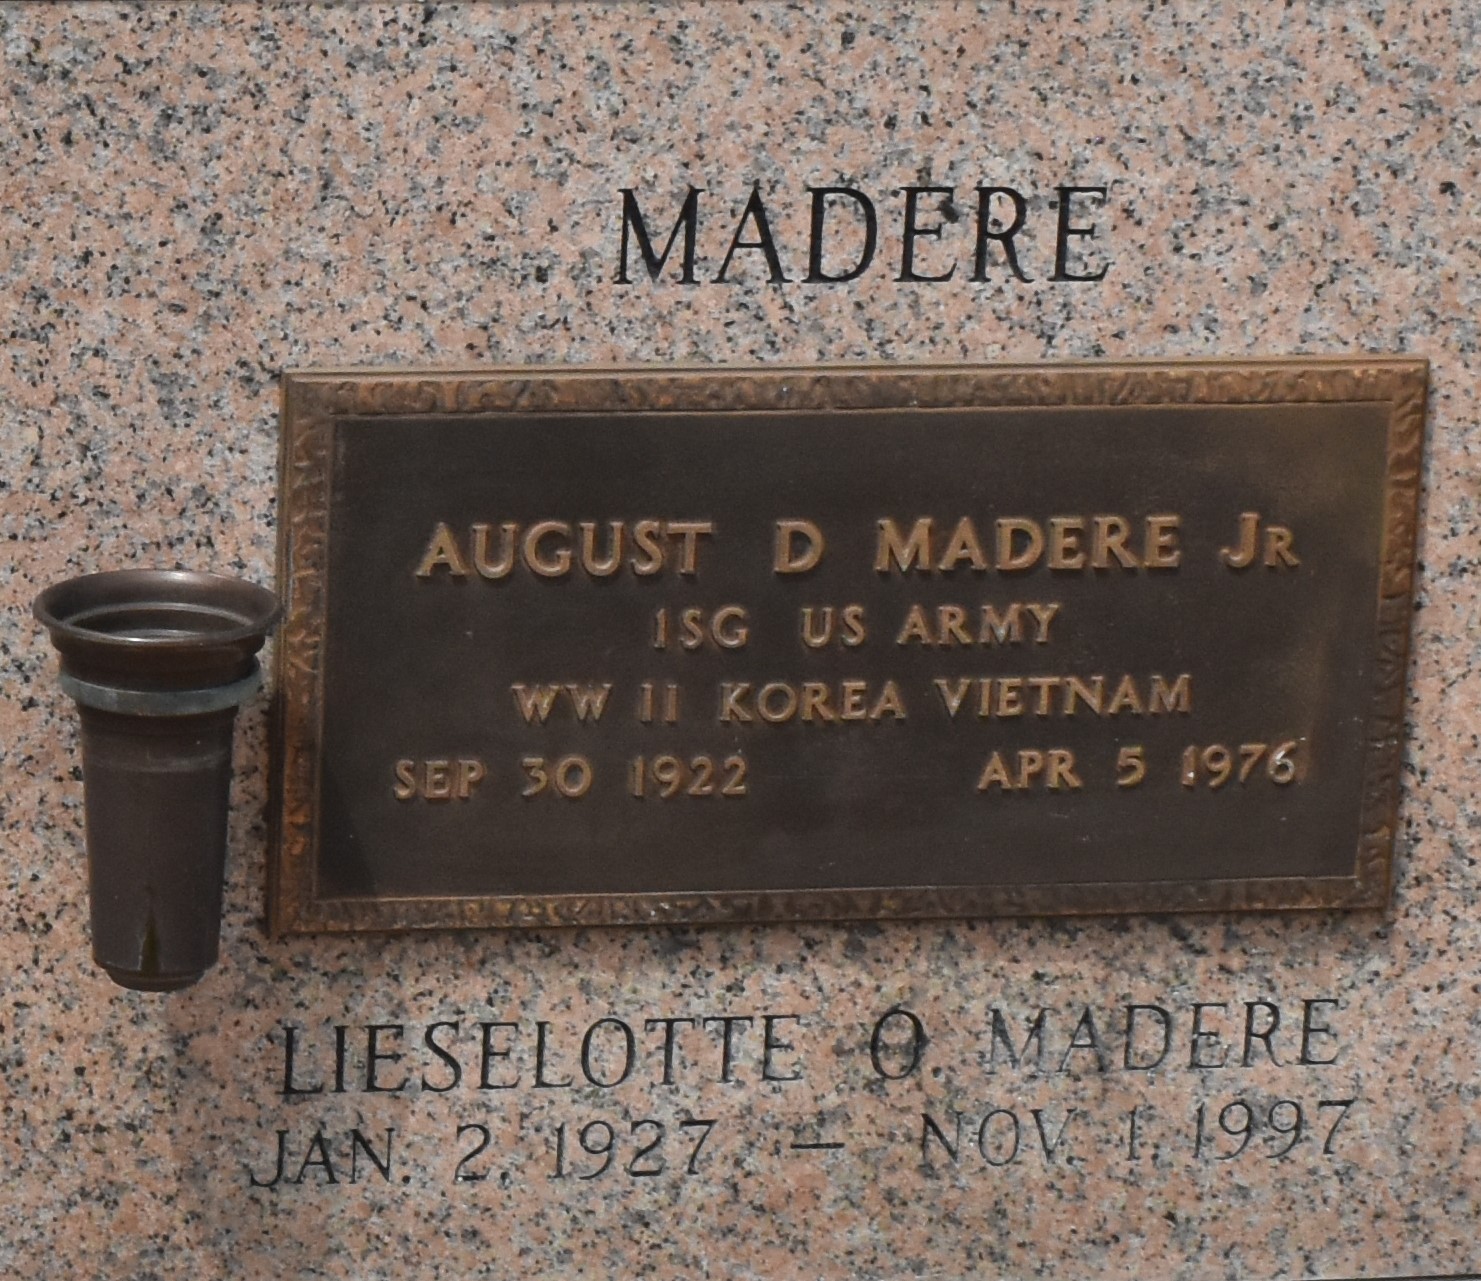 MADERE
AUGUST D MADERE JR
1SG US ARMY
WW II KOREA VIETNAM
SEP 30 1922 APR 5 1976
LIESELOTTE O MADERE
JAN. 2, 1927 — NOV. 1, 1997